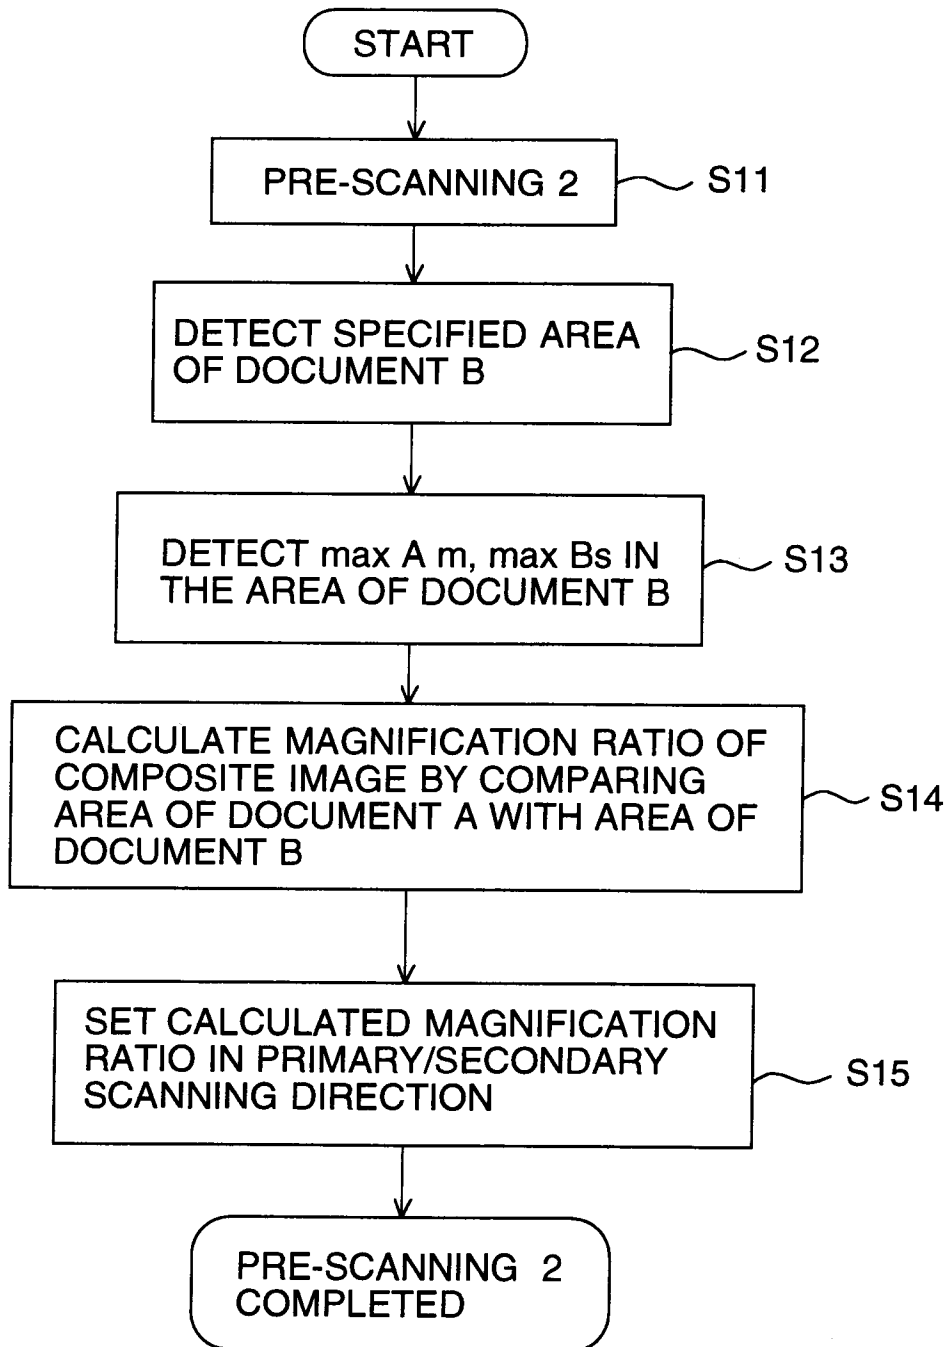 START
PRE-SCANNING 2
S11
DETECT SPECIFIED AREA
OF DOCUMENT B
S12
DETECT max A m, max Bs IN
THE AREA OF DOCUMENT B
S13
CALCULATE MAGNIFICATION RATIO OF
COMPOSITE IMAGE BY COMPARING
AREA OF DOCUMENT A WITH AREA OF
DOCUMENT B
S14
SET CALCULATED MAGNIFICATION
RATIO IN PRIMARY/SECONDARY
SCANNING DIRECTION
S15
PRE-SCANNING 2
COMPLETED